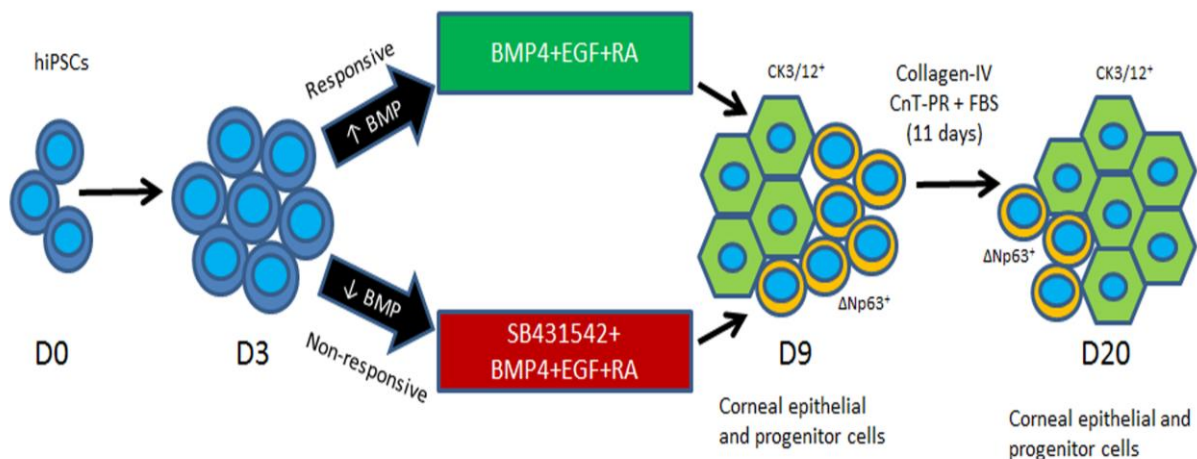 hiPSCs
D0
D3
Responsive
↑ BMP
↓ BMP
Non-responsive
BMP4+EGF+RA
SB431542+
BMP4+EGF+RA
CK3/12⁺
ΔNp63⁺
D9
Corneal epithelial
and progenitor cells
Collagen-IV
CnT-PR + FBS
(11 days)
CK3/12⁺
ΔNp63⁺
D20
Corneal epithelial and
progenitor cells